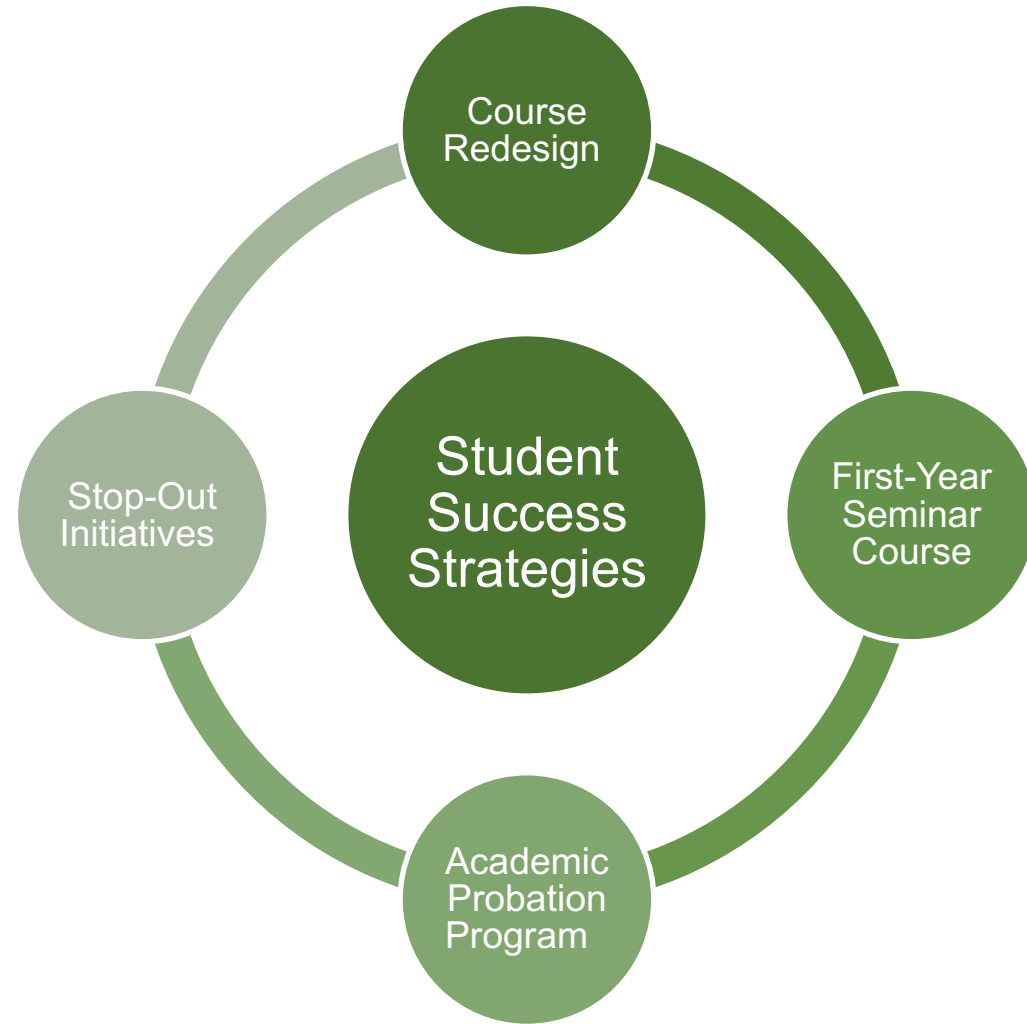 Course
Redesign
Student
Success
Strategies
First-Year
Seminar
Course
Academic
Probation
Program
Stop-Out
Initiatives